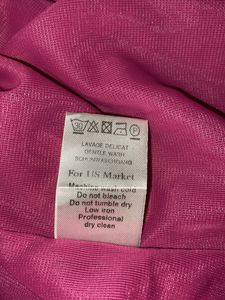 30 P
LAVAGE DELICAT
GENTLE WASH
SCHONWASCHGANG
For US Market
Machine wash cold
Do not bleach
Do not tumble dry
Low iron
Professional
dry clean